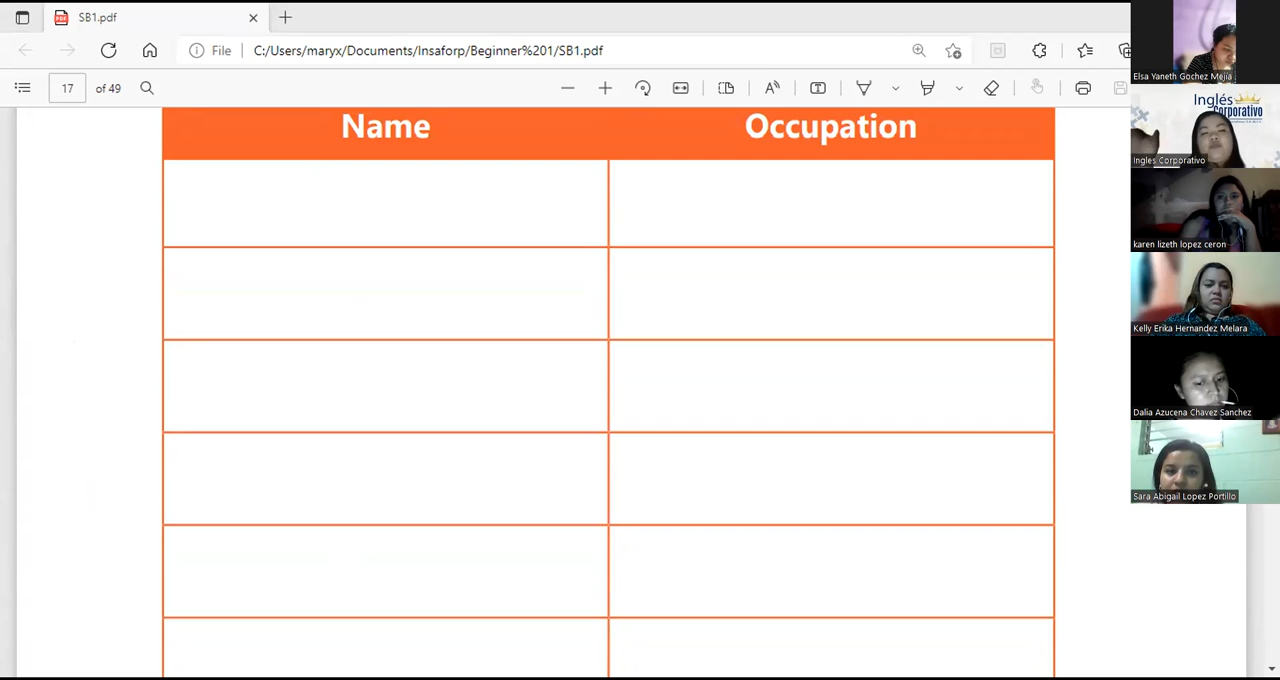 SB1.pdf
File
C:/Users/maryx/Documents/Insaforp/Beginner%201/SB1.pdf
17 of 49
Name Occupation
Elsa Yaneth Gochez Mejia
Inglés
Corporativo
Ingles Corporativo
karen lizeth lopez ceron
Kelly Erika Hernandez Melara
Dalia Azucena Chavez Sanchez
Sara Abigail Lopez Portillo